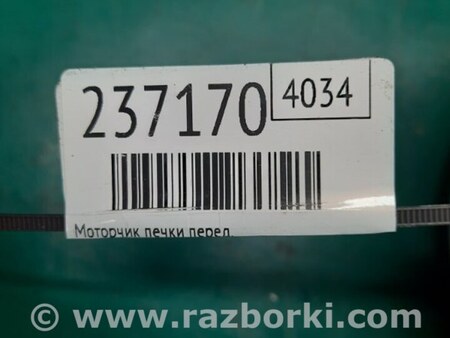 237170
4034
Моторчик печки перед.
© www.razborki.com